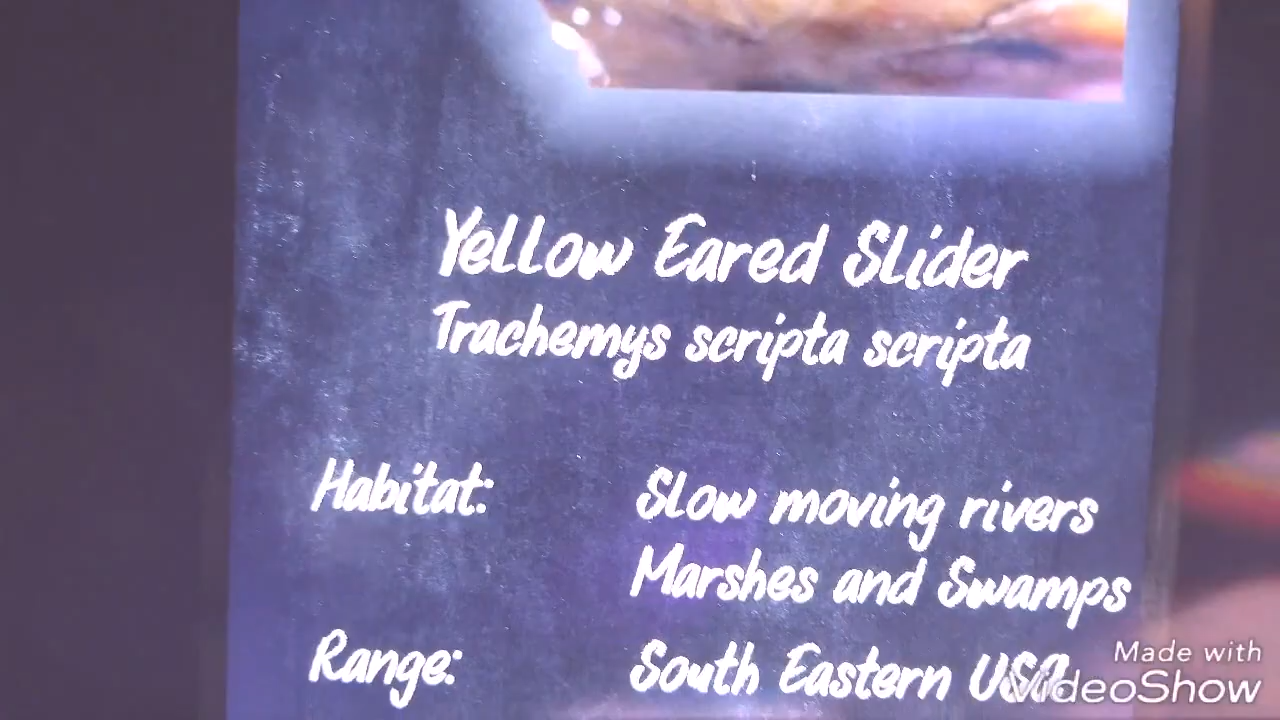 Yellow Eared Slider
Trachemys scripta scripta
Habitat: Slow moving rivers
Marshes and Swamps
Range: South Eastern USA
Made with
VideoShow